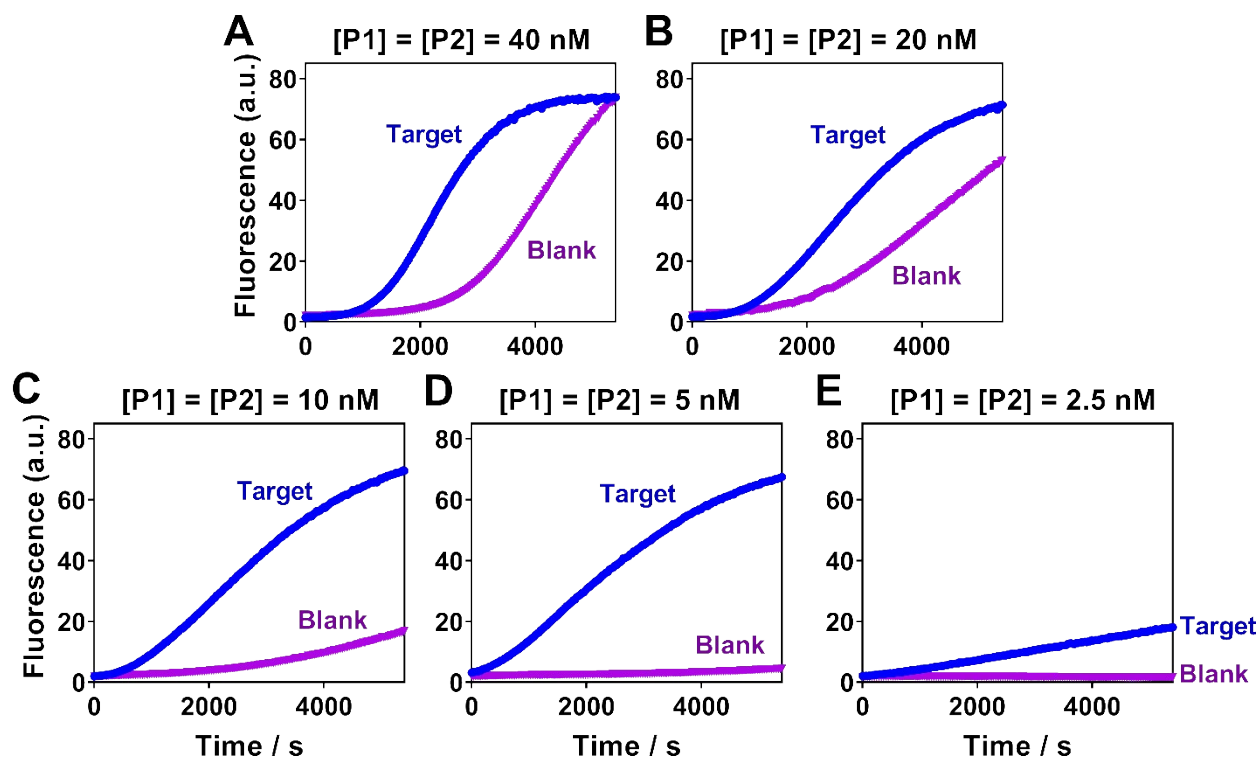 A
[P1] = [P2] = 40 nM
Fluorescence (a.u.)
80
60
40
20
0
Target
Blank
0
2000
4000
B
[P1] = [P2] = 20 nM
80
60
40
20
0
Target
Blank
0
2000
4000
C
[P1] = [P2] = 10 nM
Fluorescence (a.u.)
80
60
40
20
0
Target
Blank
0
2000
4000
Time / s
D
[P1] = [P2] = 5 nM
80
60
40
20
0
Target
Blank
0
2000
4000
Time / s
E
[P1] = [P2] = 2.5 nM
80
60
40
20
0
Target
Blank
0
2000
4000
Time / s